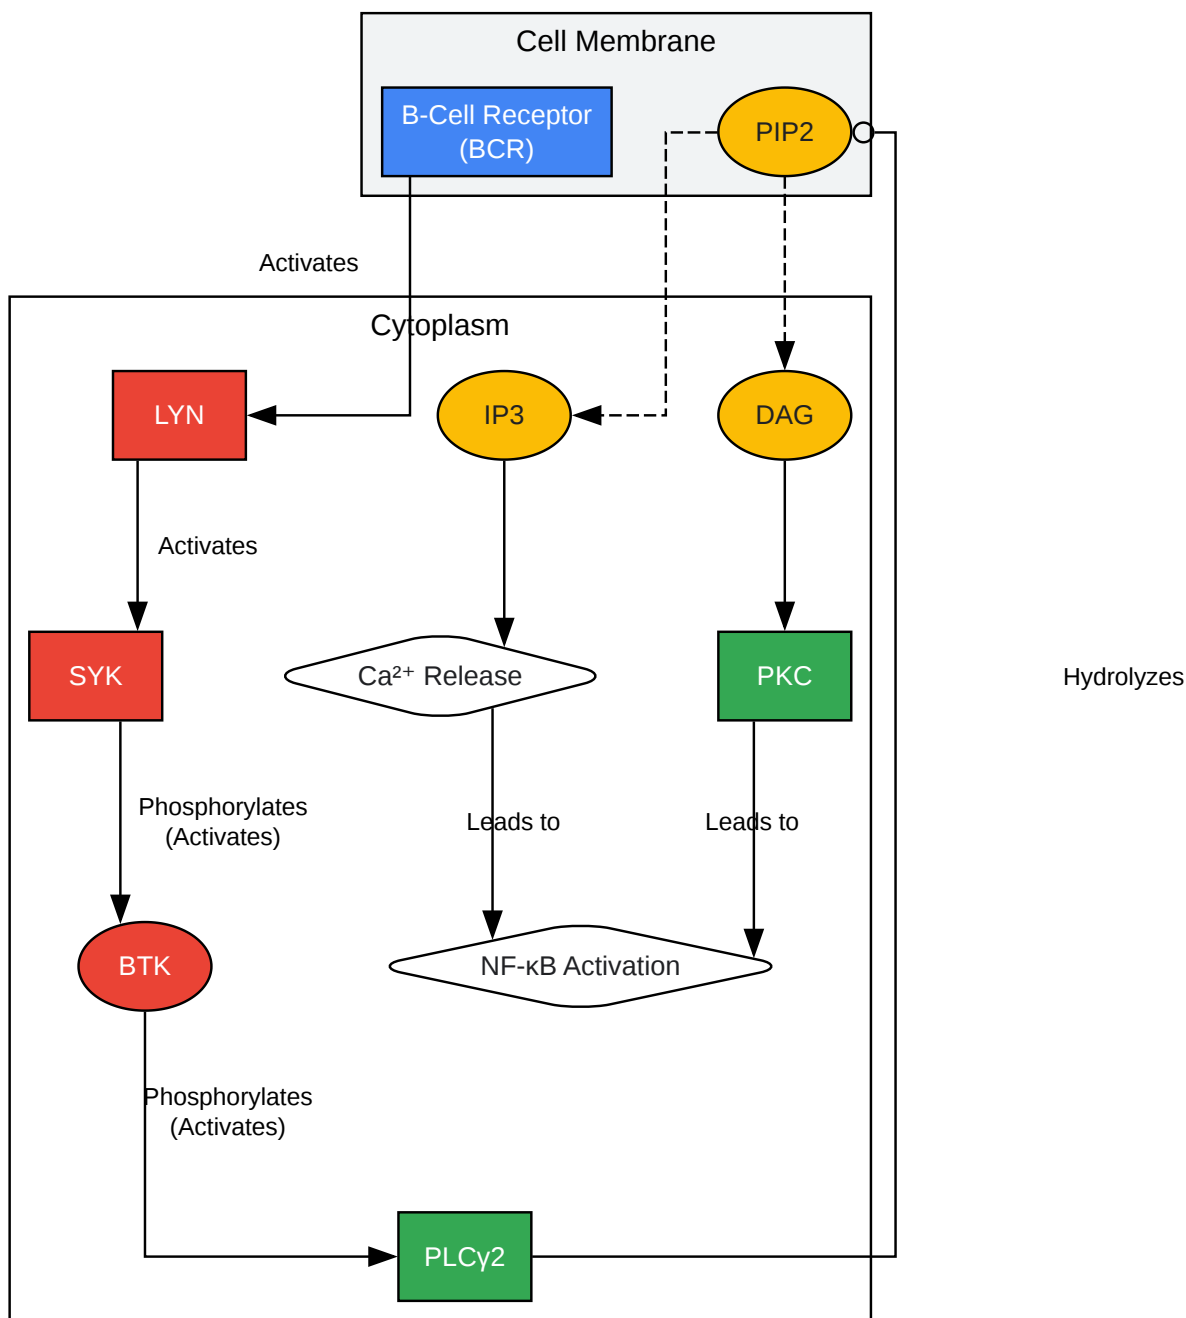 Cell Membrane
B-Cell Receptor
(BCR)
PIP2
Activates
Cytoplasm
LYN
IP3
DAG
Activates
SYK
Ca²⁺ Release
PKC
Hydrolyzes
Phosphorylates
(Activates)
Leads to
Leads to
BTK
NF-κB Activation
Phosphorylates
(Activates)
PLCγ2